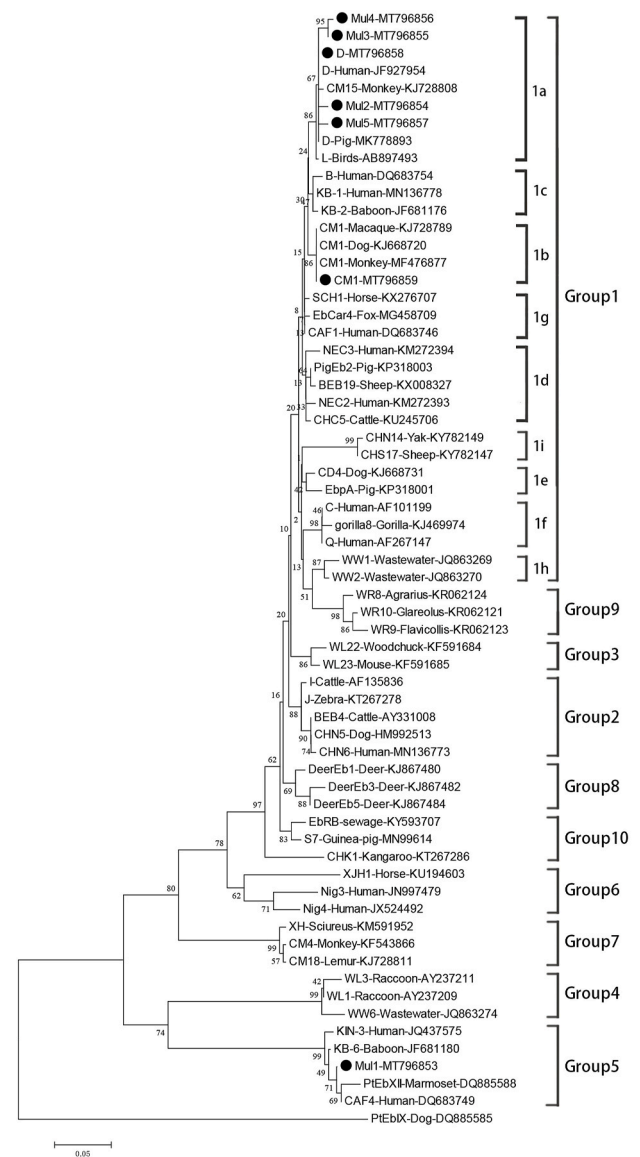 Mul4-MT796856
Mul3-MT796855
D-MT796858
D-Human-JF927954
CM15-Monkey-KJ728808
Mul2-MT796854
Mul5-MT796857
D-Pig-MK778893
L-Birds-AB897493
B-Human-DQ683754
KB-1-Human-MN136778
KB-2-Baboon-JF681176
CM1-Macaque-KJ728789
CM1-Dog-KJ668720
CM1-Monkey-MF476877
CM1-MT796859
SCH1-Horse-KX276707
EbCar4-Fox-MG458709
CAF1-Human-DQ683746
NEC3-Human-KM272394
PigEb2-Pig-KP318003
BEB19-Sheep-KX008327
NEC2-Human-KM272393
CHC5-Cattle-KU245706
CHN14-Yak-KY782149
CHS17-Sheep-KY782147
CD4-Dog-KJ668731
EbpA-Pig-KP318001
C-Human-AF101199
gorilla8-Gorilla-KJ469974
Q-Human-AF267147
WW1-Wastewater-JQ863269
WW2-Wastewater-JQ863270
WR8-Agrarius-KR062124
WR10-Glareolus-KR062121
WR9-Flavicollis-KR062123
WL22-Woodchuck-KF591684
WL23-Mouse-KF591685
I-Cattle-AF135836
J-Zebra-KT267278
BEB4-Cattle-AY331008
CHN5-Dog-HM992513
CHN6-Human-MN136773
DeerEb1-Deer-KJ867480
DeerEb3-Deer-KJ867482
DeerEb5-Deer-KJ867484
EbRB-sewage-KY593707
S7-Guinea-pig-MN99614
CHK1-Kangaroo-KT267286
XJH1-Horse-KU194603
Nig3-Human-JN997479
Nig4-Human-JX524492
XH-Sciureus-KM591952
CM4-Monkey-KF543866
CM18-Lemur-KJ728811
WL3-Raccoon-AY237211
WL1-Raccoon-AY237209
WW6-Wastewater-JQ863274
KIN-3-Human-JQ437575
KB-6-Baboon-JF681180
Mul1-MT796853
PtEbXII-Marmoset-DQ885588
CAF4-Human-DQ683749
PtEbIX-Dog-DQ885585
1a
1c
1b
1g
1d
1i
1e
1f
1h
Group1
Group9
Group3
Group2
Group8
Group10
Group6
Group7
Group4
Group5
95
67
86
24
30
15
86
8
13
13
20
33
99
2
46
98
10
13
87
51
98
86
20
86
88
90
74
16
69
88
62
83
97
78
62
71
80
99
57
42
99
74
99
49
71
69
0.05